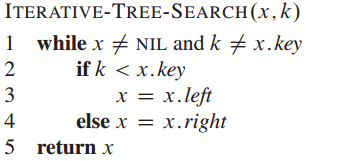 ITERATIVE-TREE-SEARCH(x, k)
1 while x ≠ NIL and k ≠ x.key
2 if k < x.key
3 x = x.left
4 else x = x.right
5 return x